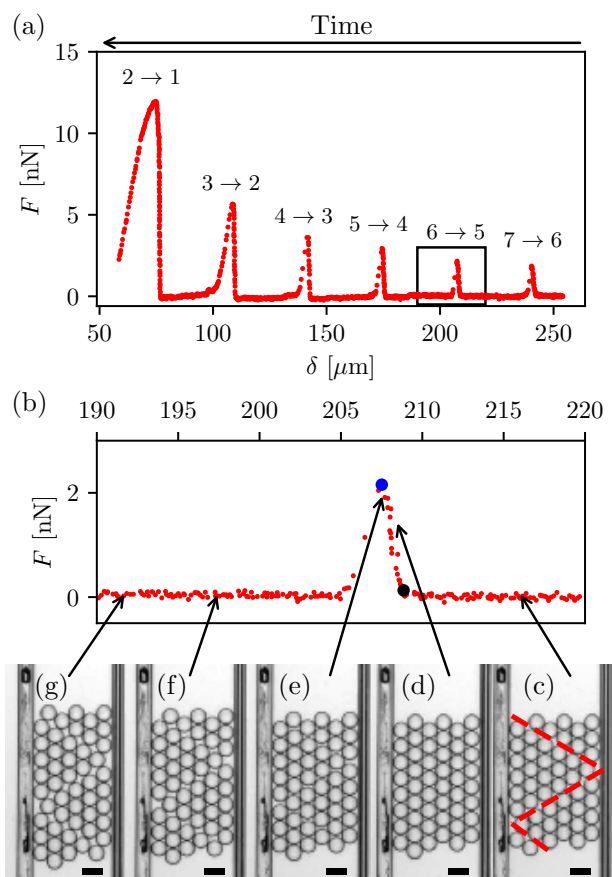 (a)
Time
15
10
5
0
F [nN]
2 → 1
3 → 2
4 → 3
5 → 4
6 → 5
7 → 6
50 100 150 200 250
δ [μm]
(b)
190 195 200 205 210 215 220
2
0
F [nN]
(g) (f) (e) (d) (c)